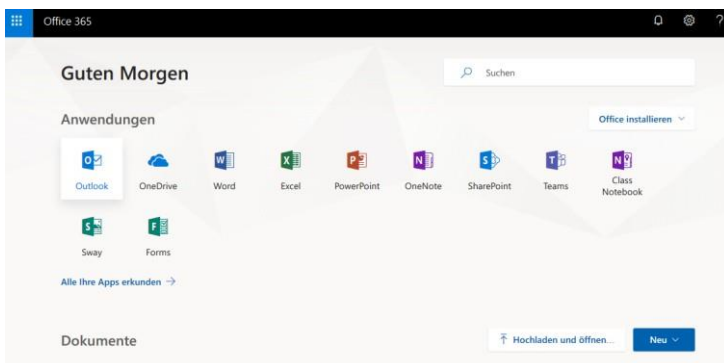 Office 365
?
Guten Morgen
Suchen
Anwendungen
Office installieren
Outlook OneDrive Word Excel PowerPoint OneNote SharePoint Teams Class Notebook
Sway Forms
Alle Ihre Apps erkunden →
Dokumente
Hochladen und öffnen...
Neu